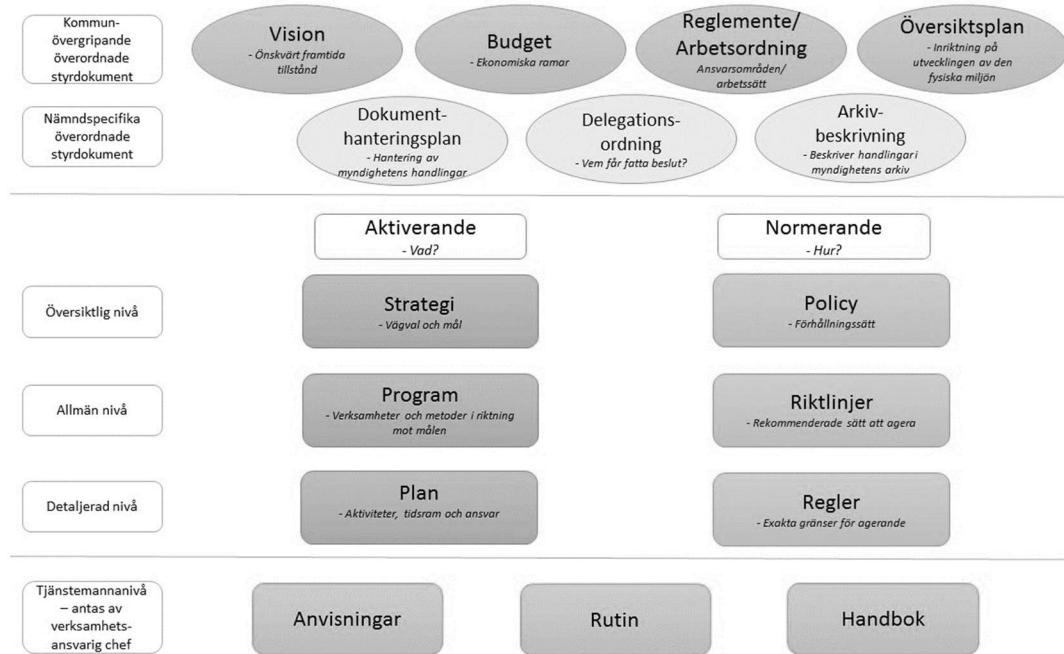 Kommun-
övergripande
överordnade
styrdokument
Vision
- Önskvärt framtida
tillstånd
Budget
- Ekonomiska ramar
Reglemente/
Arbetsordning
Ansvarsområden/
arbetssätt
Översiktsplan
- Inriktning på
utvecklingen av den
fysiska miljön
Nämndspecifika
överordnade
styrdokument
Dokument-
hanteringsplan
- Hantering av
myndighetens handlingar
Delegations-
ordning
- Vem får fatta beslut?
Arkiv-
beskrivning
- Beskriver handlingar i
myndighetens arkiv
Aktiverande
- Vad?
Normerande
- Hur?
Översiktlig nivå
Strategi
- Vägval och mål
Policy
- Förhållningssätt
Allmän nivå
Program
- Verksamheter och metoder i riktning
mot målen
Riktlinjer
- Rekommenderade sätt att agera
Detaljerad nivå
Plan
- Aktiviteter, tidsram och ansvar
Regler
- Exakta gränser för agerande
Tjänstemannanivå
– antas av
verksamhets-
ansvarig chef
Anvisningar
Rutin
Handbok